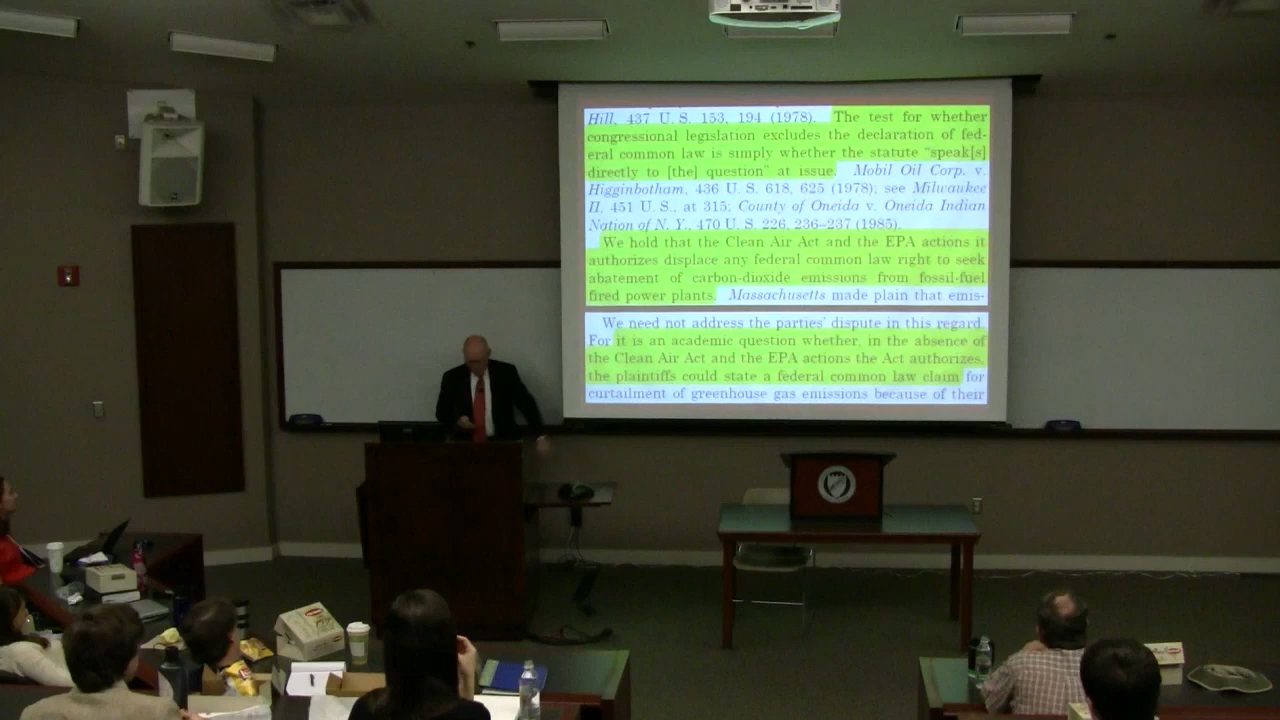 Hill, 437 U. S. 153, 194 (1978). The test for whether
congressional legislation excludes the declaration of fed-
eral common law is simply whether the statute “speak[s]
directly to [the] question” at issue. Mobil Oil Corp. v.
Higginbotham, 436 U. S. 618, 625 (1978); see Milwaukee
II, 451 U. S., at 315; County of Oneida v. Oneida Indian
Nation of N. Y., 470 U. S. 226, 236–237 (1985).
We hold that the Clean Air Act and the EPA actions it
authorizes displace any federal common law right to seek
abatement of carbon-dioxide emissions from fossil-fuel
fired power plants. Massachusetts made plain that emis-
We need not address the parties’ dispute in this regard.
For it is an academic question whether, in the absence of
the Clean Air Act and the EPA actions the Act authorizes,
the plaintiffs could state a federal common law claim for
curtailment of greenhouse gas emissions because of their